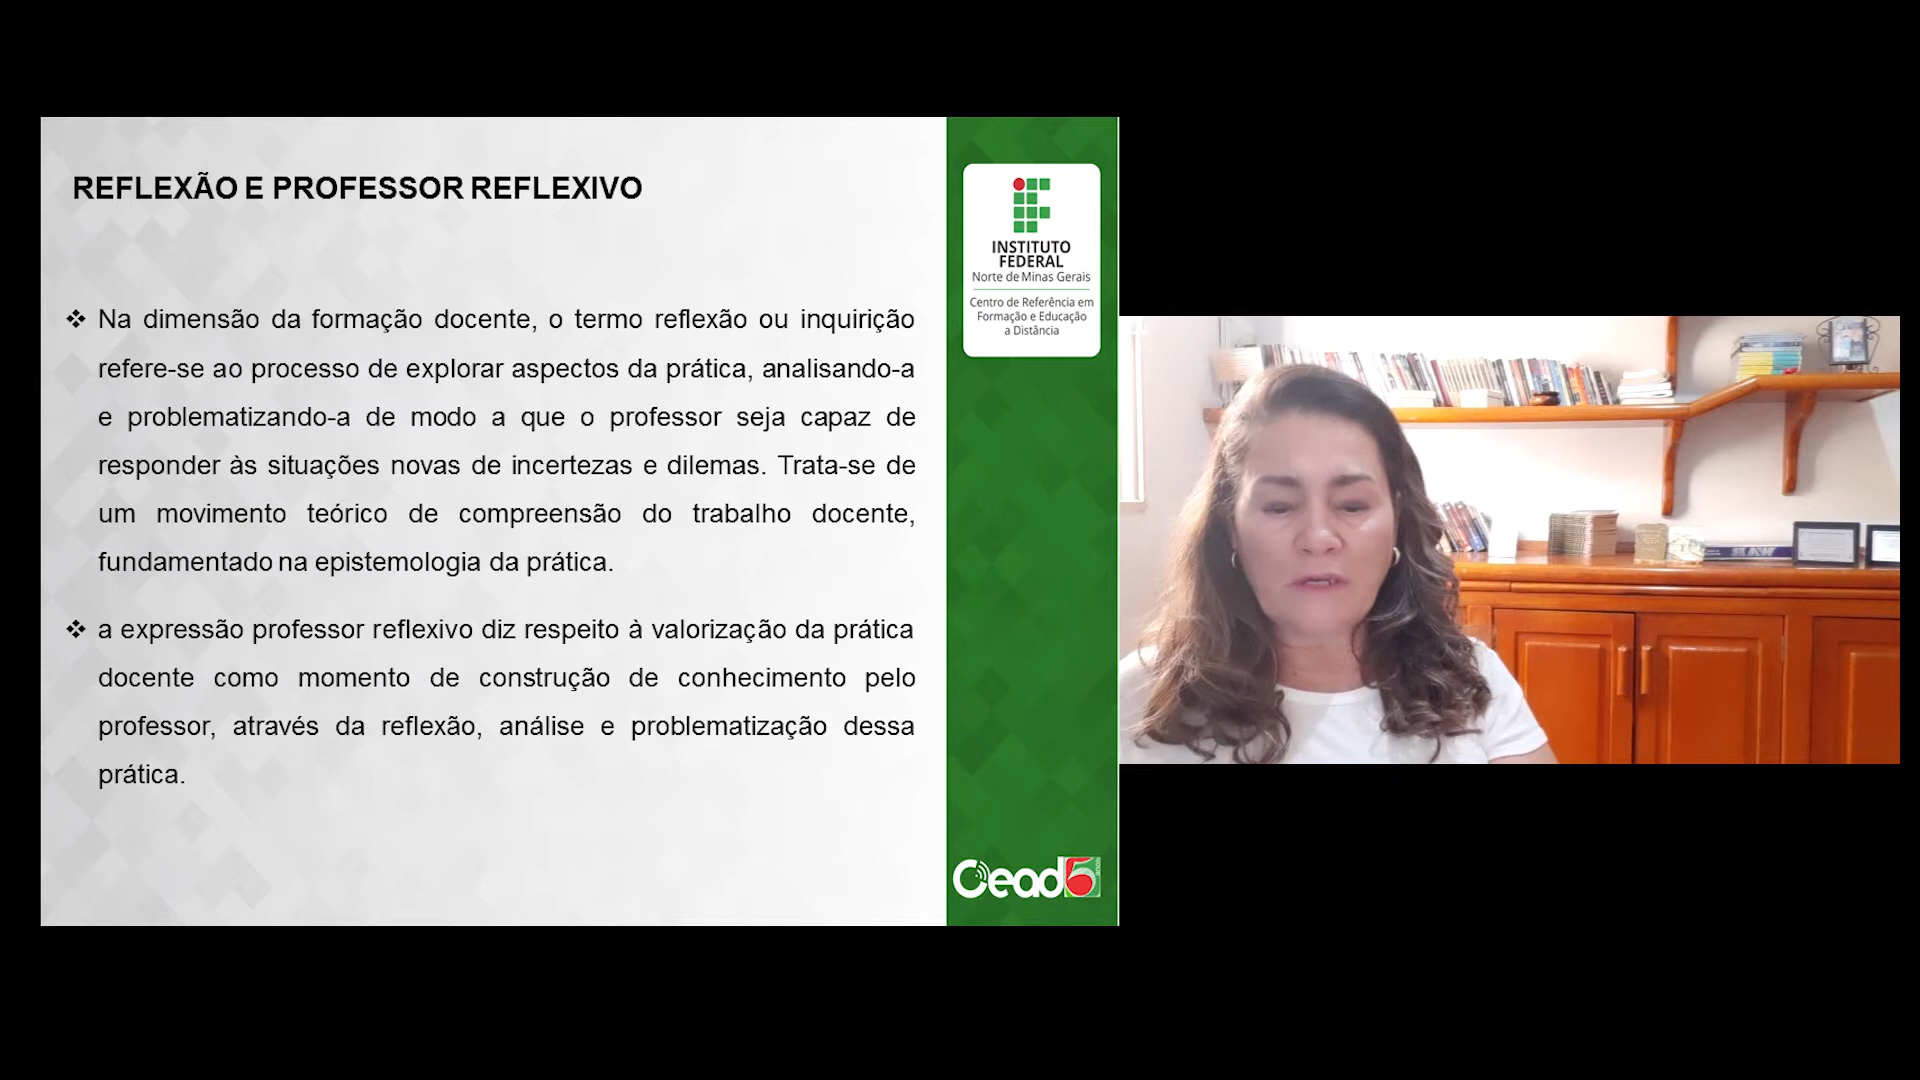 REFLEXÃO E PROFESSOR REFLEXIVO
❖ Na dimensão da formação docente, o termo reflexão ou inquirição
refere-se ao processo de explorar aspectos da prática, analisando-a
e problematizando-a de modo a que o professor seja capaz de
responder às situações novas de incertezas e dilemas. Trata-se de
um movimento teórico de compreensão do trabalho docente,
fundamentado na epistemologia da prática.
❖ a expressão professor reflexivo diz respeito à valorização da prática
docente como momento de construção de conhecimento pelo
professor, através da reflexão, análise e problematização dessa
prática.
INSTITUTO
FEDERAL
Norte de Minas Gerais
Centro de Referência em
Formação e Educação
a Distância
Cead 5